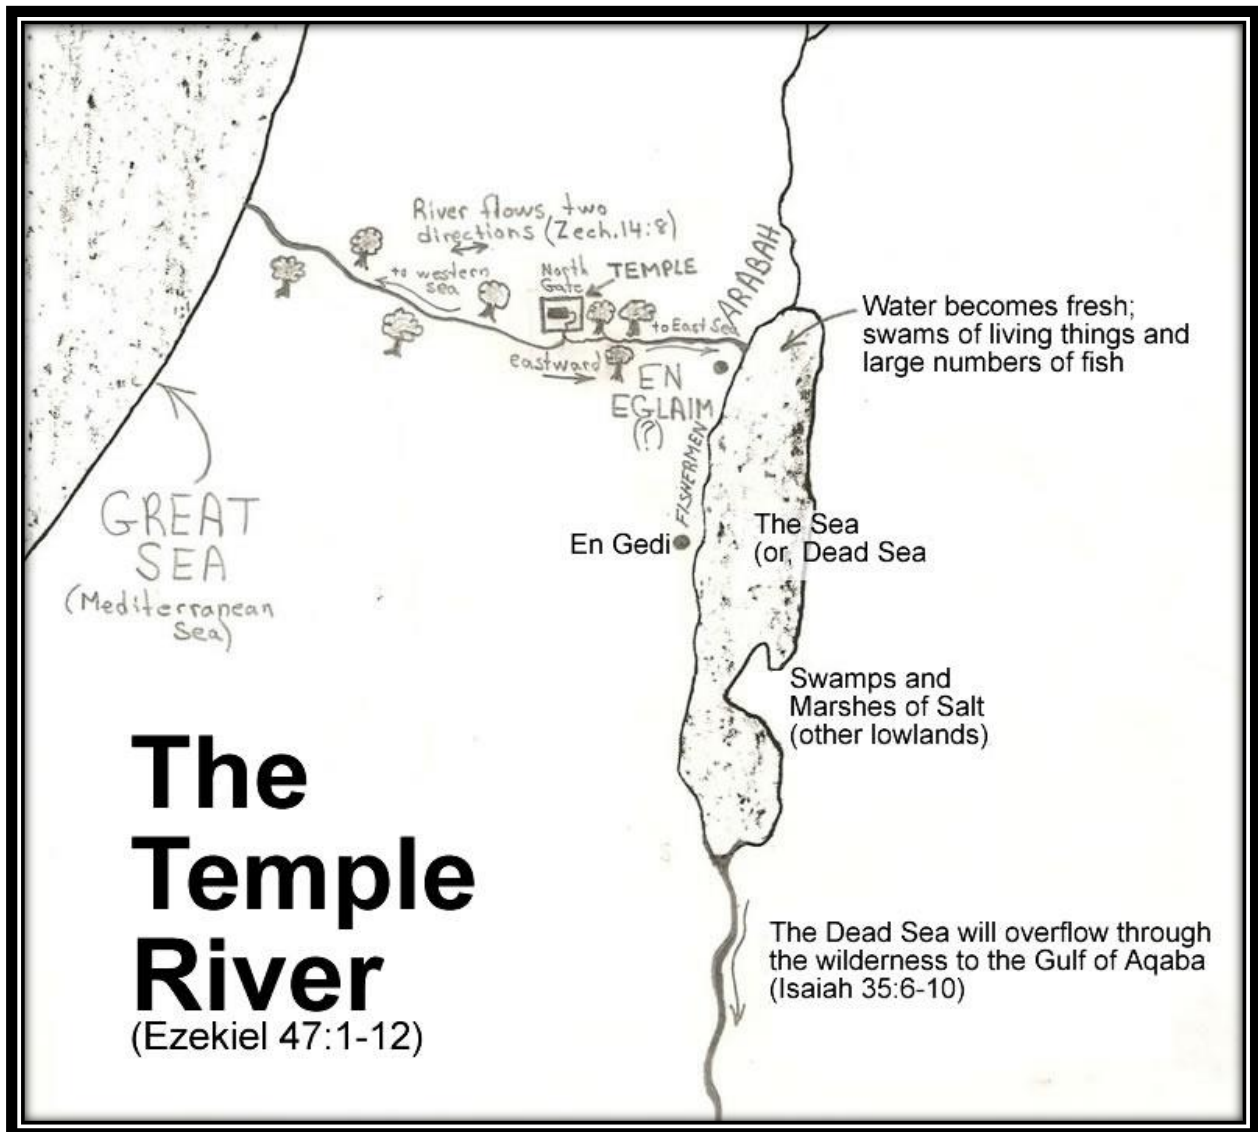 River flows two
directions (Zech.14:8)
to western
sea
North
Gate
TEMPLE
to East Sea
ARABAH
eastward
EN
EGLAIM
(?)
FISHERMEN
Water becomes fresh;
swams of living things and
large numbers of fish
GREAT
SEA
(Mediterranean
Sea)
En Gedi
The Sea
(or, Dead Sea
Swamps and
Marshes of Salt
(other lowlands)
The
Temple
River
(Ezekiel 47:1-12)
The Dead Sea will overflow through
the wilderness to the Gulf of Aqaba
(Isaiah 35:6-10)